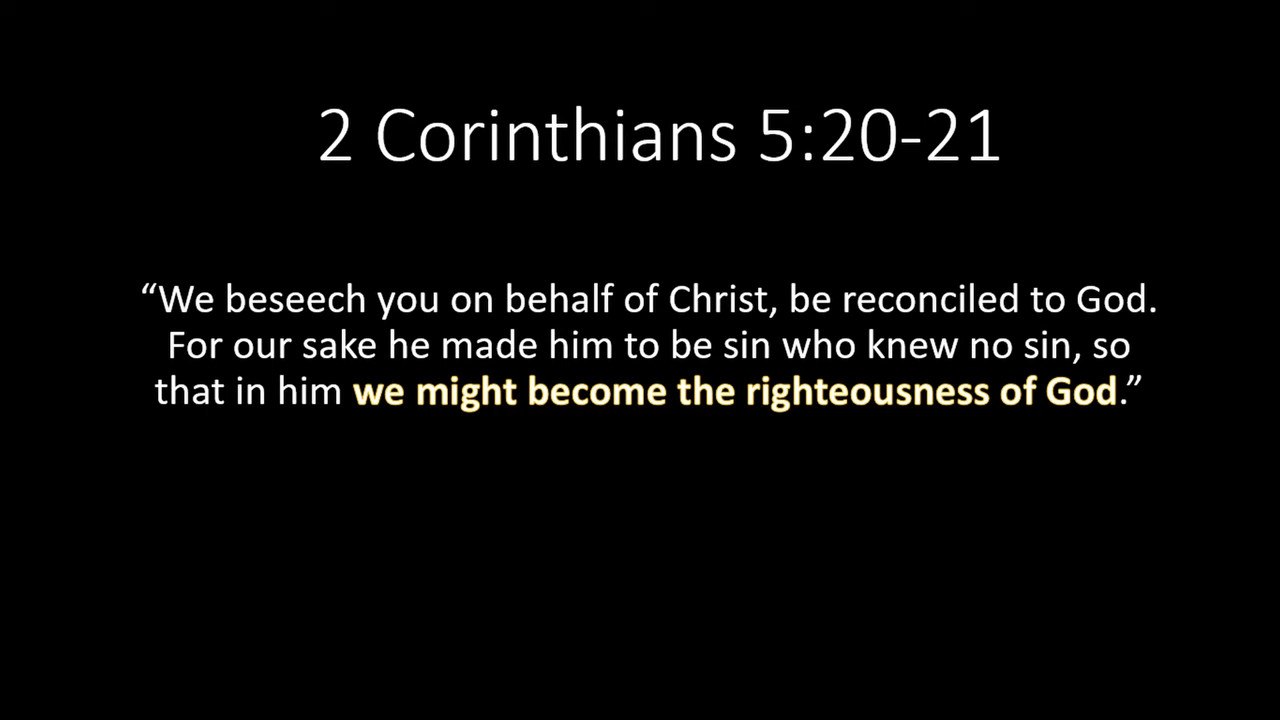 2 Corinthians 5:20-21
“We beseech you on behalf of Christ, be reconciled to God.
For our sake he made him to be sin who knew no sin, so
that in him we might become the righteousness of God.”